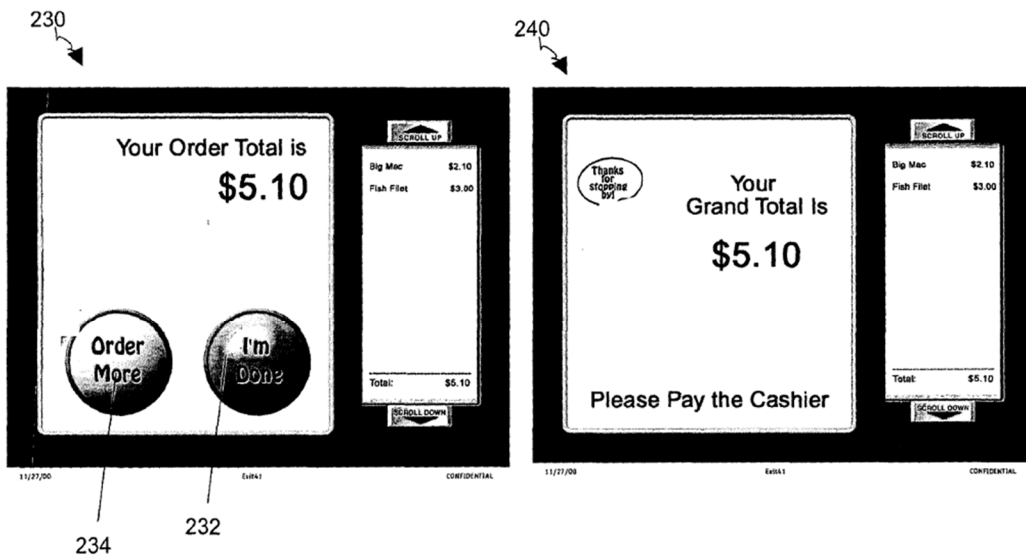 230
240
Your Order Total is
$5.10
Order
More
I'm
Done
SCROLL UP
Big Mac $2.10
Fish Filet $3.00
Total: $5.10
SCROLL DOWN
11/27/00 Exit41 CONFIDENTIAL
234
232
Thanks
for
stopping
by!
Your
Grand Total Is
$5.10
Please Pay the Cashier
SCROLL UP
Big Mac $2.10
Fish Filet $3.00
Total: $5.10
SCROLL DOWN
11/27/00 Exit41 CONFIDENTIAL